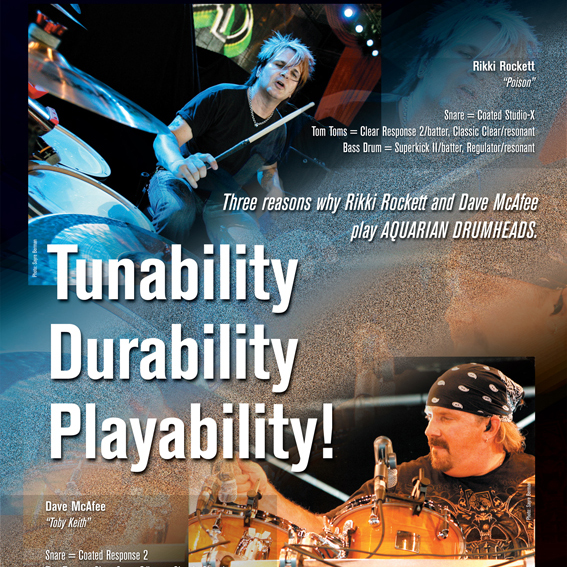 Rikki Rockett
"Poison"
Snare = Coated Studio-X
Tom Toms = Clear Response 2/batter, Classic Clear/resonant
Bass Drum = Superkick II/batter, Regulator/resonant
Three reasons why Rikki Rockett and Dave McAfee
play AQUARIAN DRUMHEADS.
Tunability
Durability
Playability!
Dave McAfee
"Toby Keith"
Snare = Coated Response 2